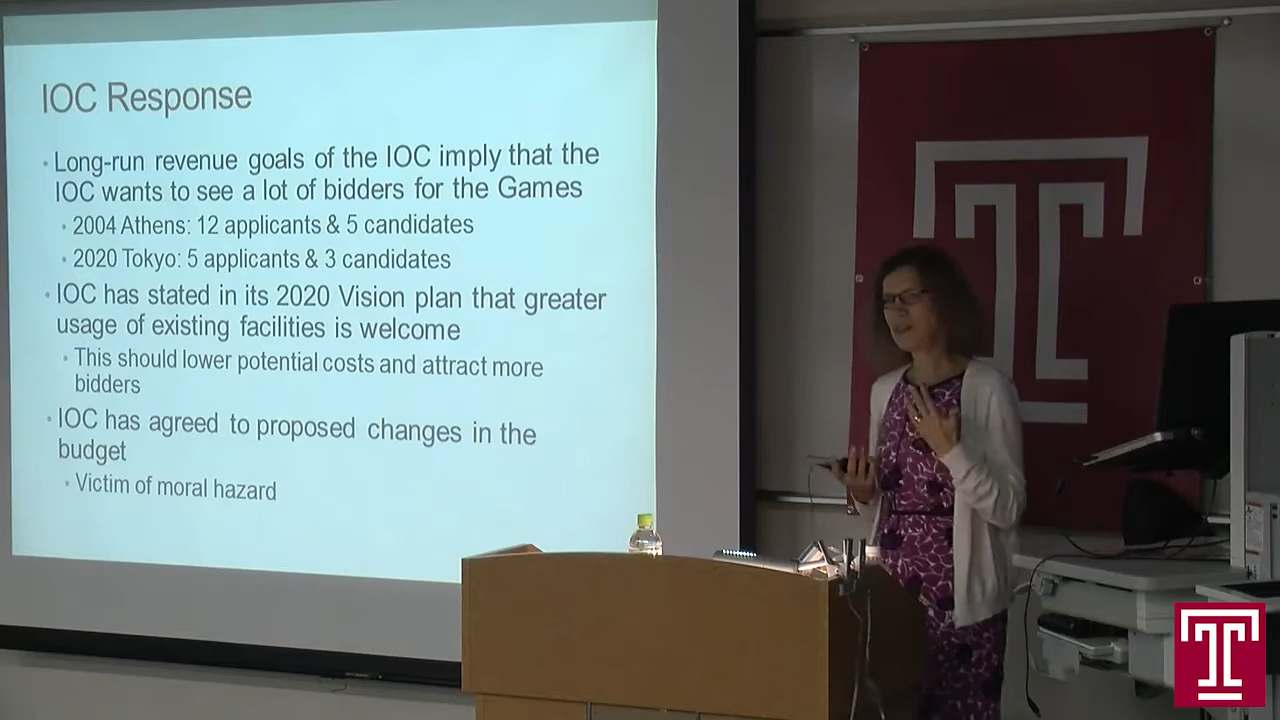 IOC Response
• Long-run revenue goals of the IOC imply that the
IOC wants to see a lot of bidders for the Games
• 2004 Athens: 12 applicants & 5 candidates
• 2020 Tokyo: 5 applicants & 3 candidates
• IOC has stated in its 2020 Vision plan that greater
usage of existing facilities is welcome
• This should lower potential costs and attract more
bidders
• IOC has agreed to proposed changes in the
budget
• Victim of moral hazard
T
T